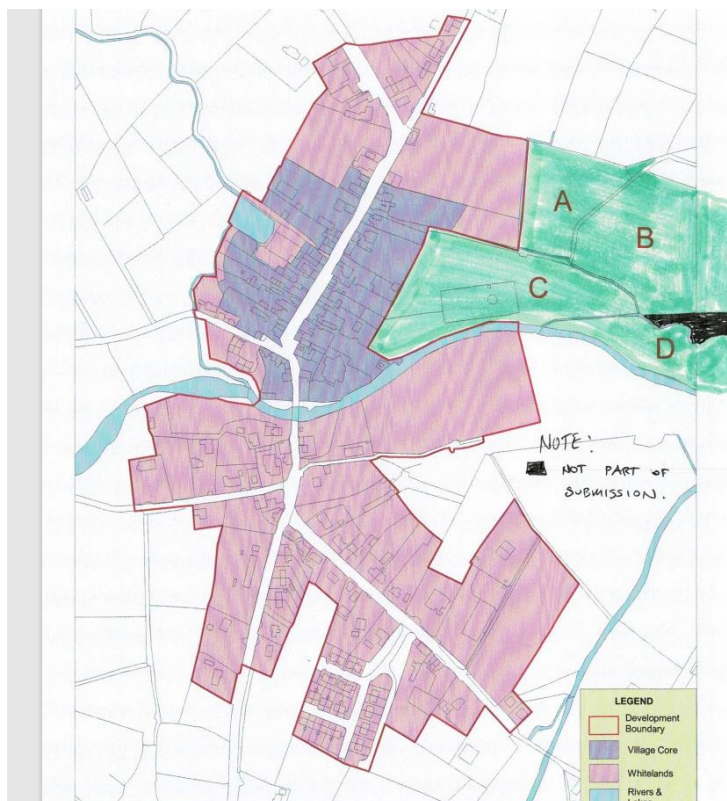 A
B
C
D
NOTE:
NOT PART OF
SUBMISSION.
LEGEND
Development
Boundary
Village Core
Whitelands
Rivers &